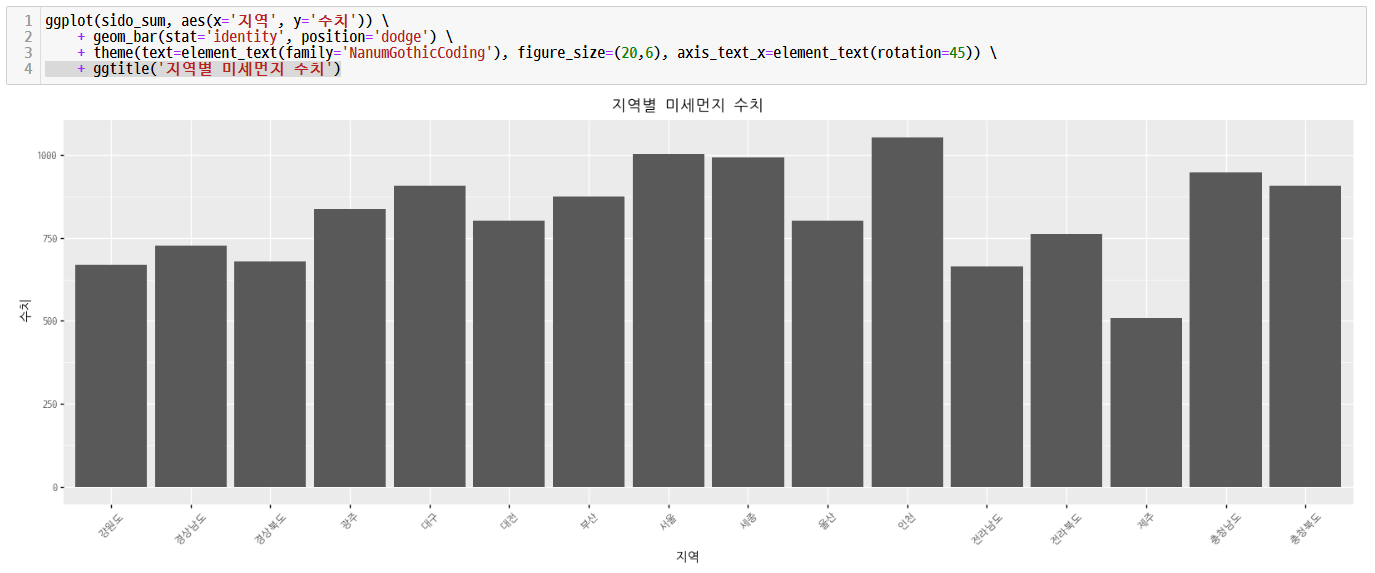 1 ggplot(sido_sum, aes(x='지역', y='수치')) \
2 + geom_bar(stat='identity', position='dodge') \
3 + theme(text=element_text(family='NanumGothicCoding'), figure_size=(20,6), axis_text_x=element_text(rotation=45)) \
4 + ggtitle('지역별 미세먼지 수치')
지역별 미세먼지 수치
1000
750
500
250
0
수치
강원도 경상남도 경상북도 광주 대구 대전 부산 서울 세종 울산 인천 전라남도 전라북도 제주 충청남도 충청북도
지역